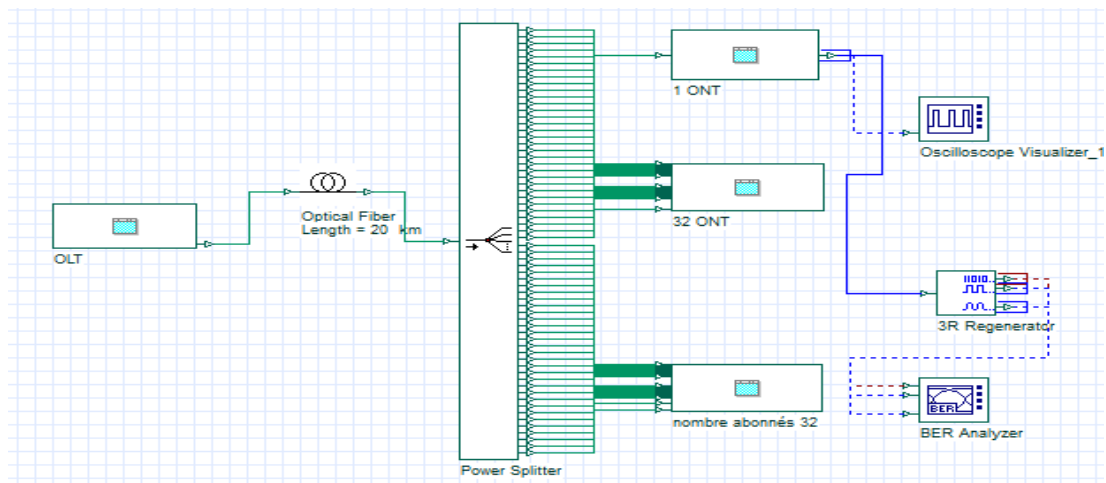 1 ONT
Oscilloscope Visualizer_1
Optical Fiber
Length = 20 km
32 ONT
OLT
3R Regenerator
nombre abonnés 32
BER
BER Analyzer
Power Splitter